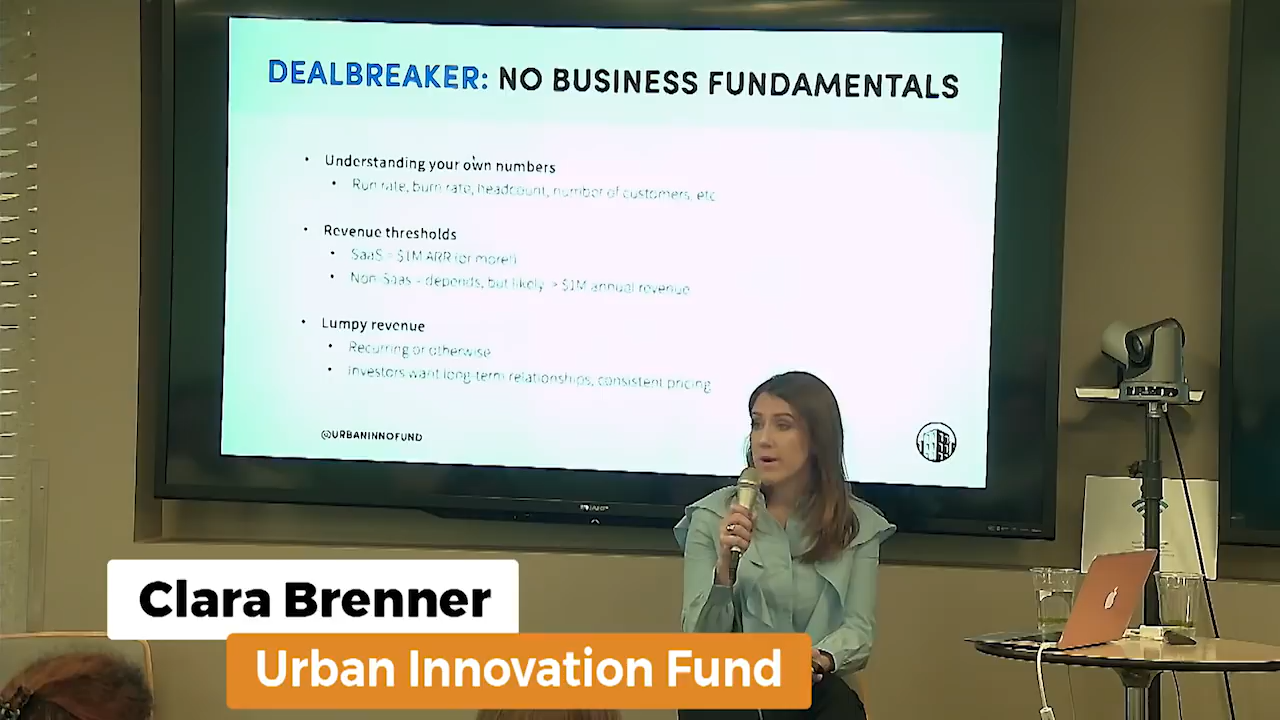 DEALBREAKER: NO BUSINESS FUNDAMENTALS
• Understanding your own numbers
• Run rate, burn rate, headcount, number of customers, etc
• Revenue thresholds
• SaaS = $1M ARR (or more!)
• Non-Saas = depends, but likely > $1M annual revenue
• Lumpy revenue
• Recurring or otherwise
• Investors want long-term relationships, consistent pricing
@URBANINNOFUND
Clara Brenner
Urban Innovation Fund